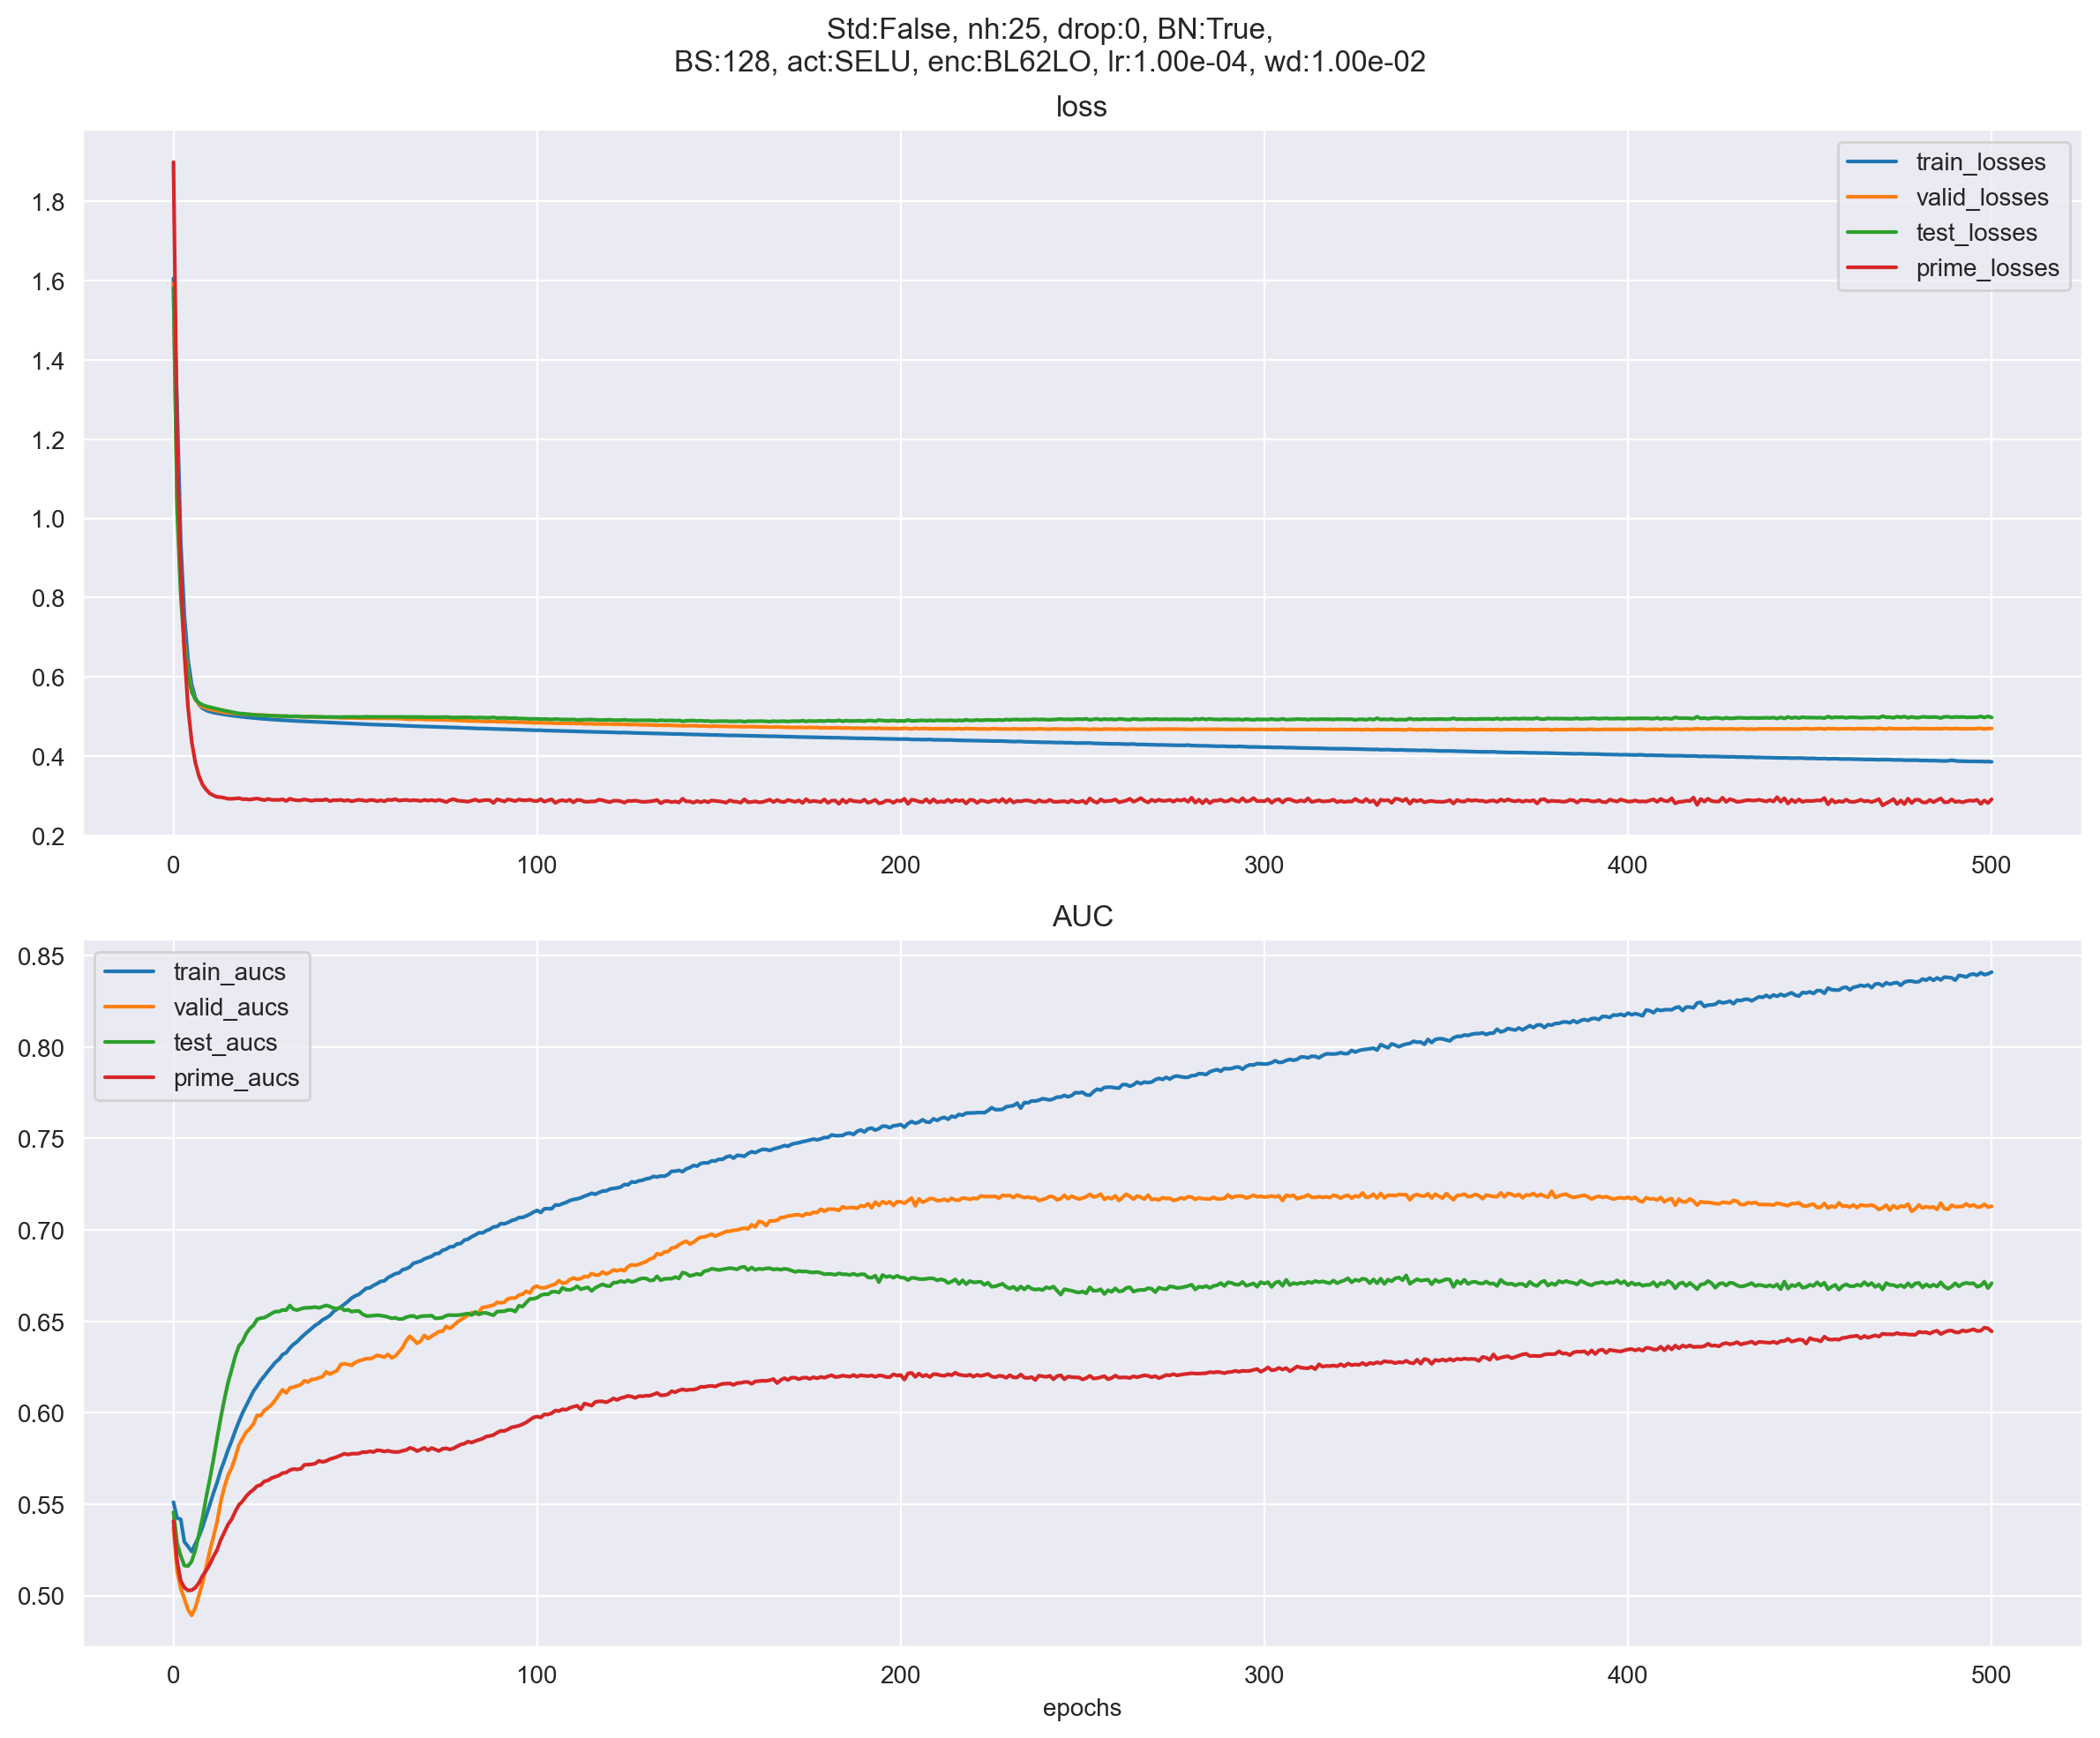 Std:False, nh:25, drop:0, BN:True,
BS:128, act:SELU, enc:BL62LO, lr:1.00e-04, wd:1.00e-02
loss
1.8
1.6
1.4
1.2
1.0
0.8
0.6
0.4
0.2
train_losses
valid_losses
test_losses
prime_losses
0 100 200 300 400 500
AUC
0.85
0.80
0.75
0.70
0.65
0.60
0.55
0.50
train_aucs
valid_aucs
test_aucs
prime_aucs
0 100 200 300 400 500
epochs